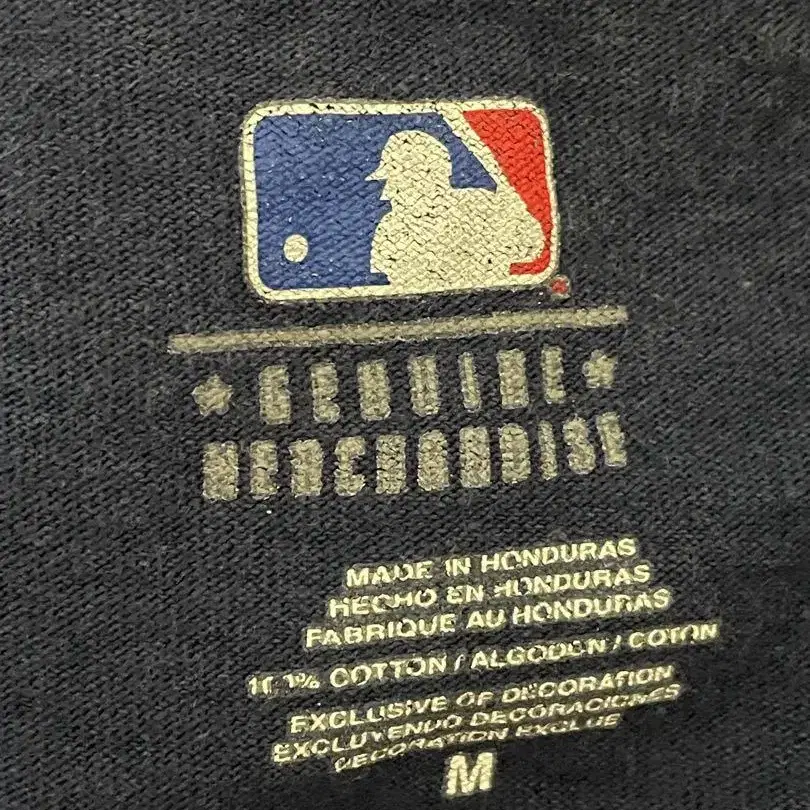 ★ GENUINE ★
MERCHANDISE
MADE IN HONDURAS
HECHO EN HONDURAS
FABRIQUE AU HONDURAS
100% COTTON / ALGODON / COTON
EXCLUSIVE OF DECORATION
EXCLUYENDO DECORACIONES
DECORATION EXCLUE
M